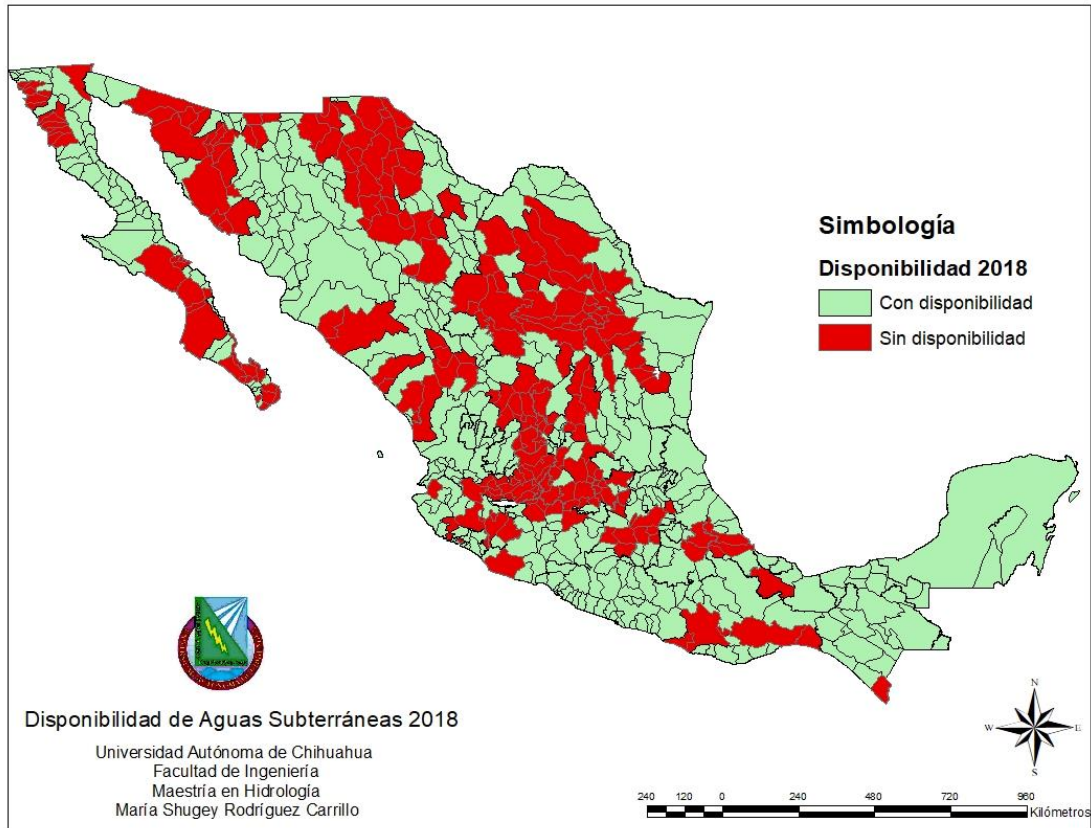 Simbología
Disponibilidad 2018
Con disponibilidad
Sin disponibilidad
Disponibilidad de Aguas Subterráneas 2018
Universidad Autónoma de Chihuahua
Facultad de Ingeniería
Maestría en Hidrología
María Shugey Rodríguez Carrillo
N
W E
S
240 120 0 240 480 720 960
Kilómetros